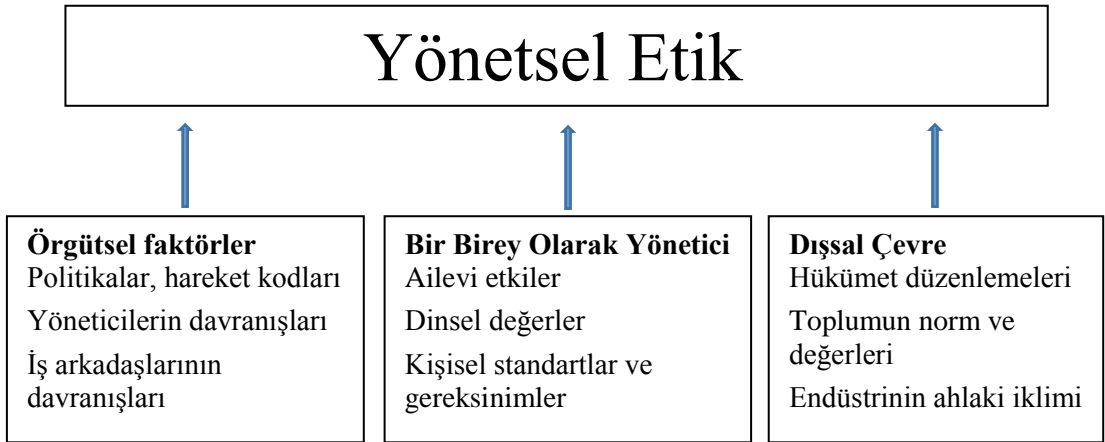 Yönetsel Etik
Örgütsel faktörler
Politikalar, hareket kodları
Yöneticilerin davranışları
İş arkadaşlarının
davranışları
Bir Birey Olarak Yönetici
Ailevi etkiler
Dinsel değerler
Kişisel standartlar ve
gereksinimler
Dışsal Çevre
Hükümet düzenlemeleri
Toplumun norm ve
değerleri
Endüstrinin ahlaki iklimi